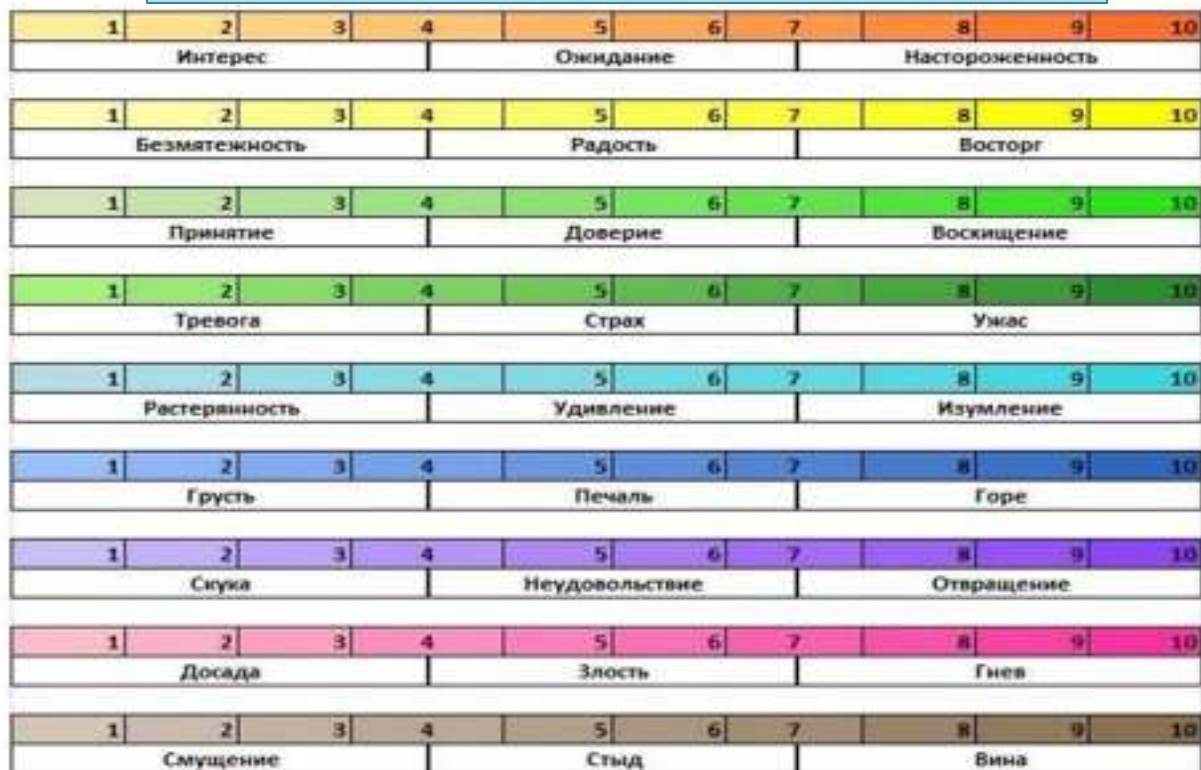 1 2 3 4 5 6 7 8 9 10
Интерес Ожидание Настороженность
1 2 3 4 5 6 7 8 9 10
Безмятежность Радость Восторг
1 2 3 4 5 6 7 8 9 10
Принятие Доверие Восхищение
1 2 3 4 5 6 7 8 9 10
Тревога Страх Ужас
1 2 3 4 5 6 7 8 9 10
Растерянность Удивление Изумление
1 2 3 4 5 6 7 8 9 10
Грусть Печаль Горе
1 2 3 4 5 6 7 8 9 10
Скука Неудовольствие Отвращение
1 2 3 4 5 6 7 8 9 10
Досада Злость Гнев
1 2 3 4 5 6 7 8 9 10
Смущение Стыд Вина